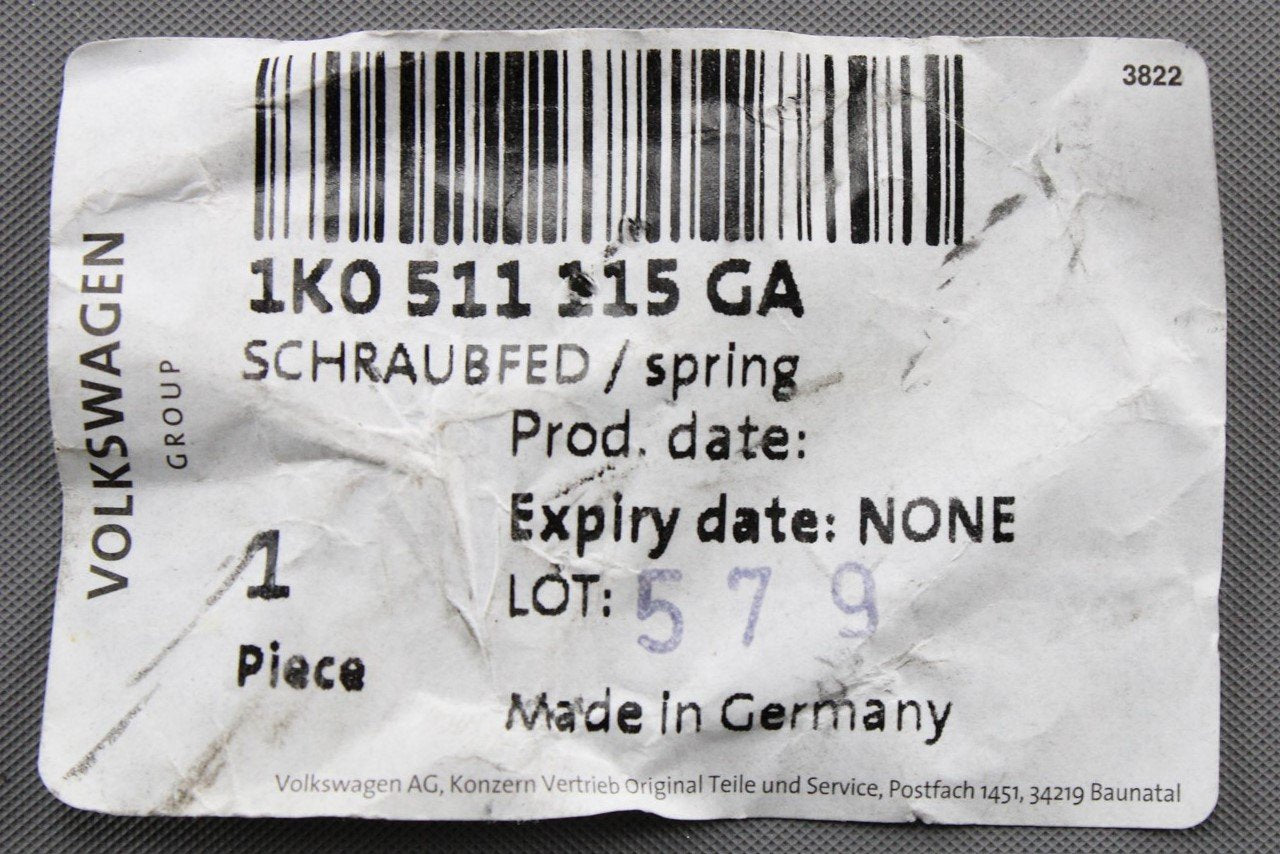 3822
VOLKSWAGEN
GROUP
1K0 511 115 GA
SCHRAUBFED / spring
Prod. date:
Expiry date: NONE
LOT: 579
1
Piece
Made in Germany
Volkswagen AG, Konzern Vertrieb Original Teile und Service, Postfach 1451, 34219 Baunatal